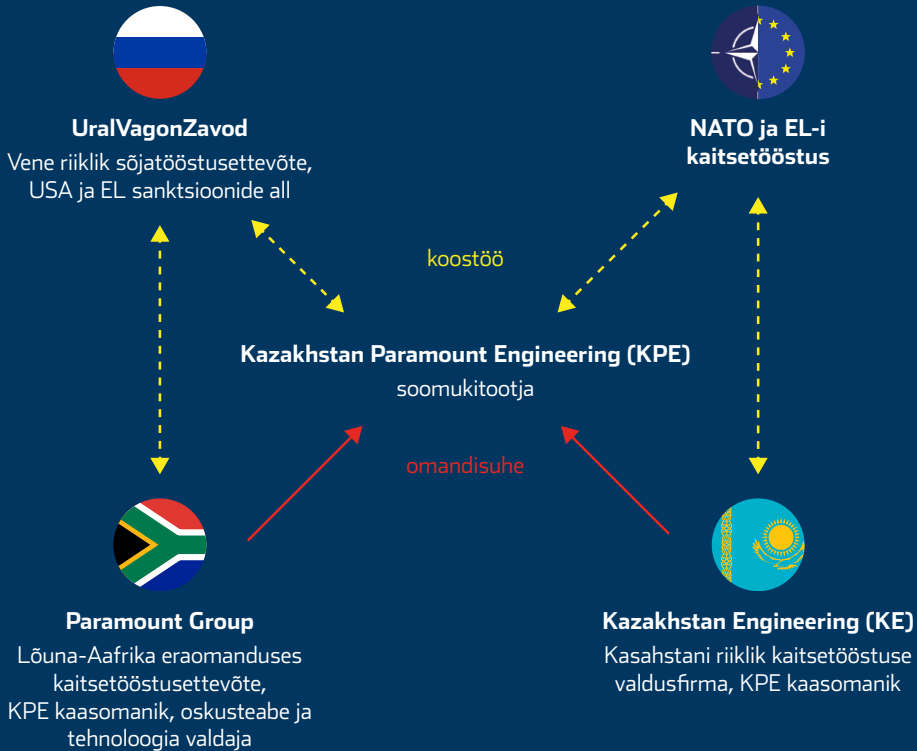 UralVagonZavod
Vene riiklik sõjatööstusettevõte,
USA ja EL sanktsioonide all
NATO ja EL-i
kaitsetööstus
koostöö
Kazakhstan Paramount Engineering (KPE)
soomukitootja
omandisuhe
Paramount Group
Lõuna-Aafrika eraomanduses
kaitsetööstusettevõte,
KPE kaasomanik, oskusteabe ja
tehnoloogia valdaja
Kazakhstan Engineering (KE)
Kasahstani riiklik kaitsetööstuse
valdusfirma, KPE kaasomanik